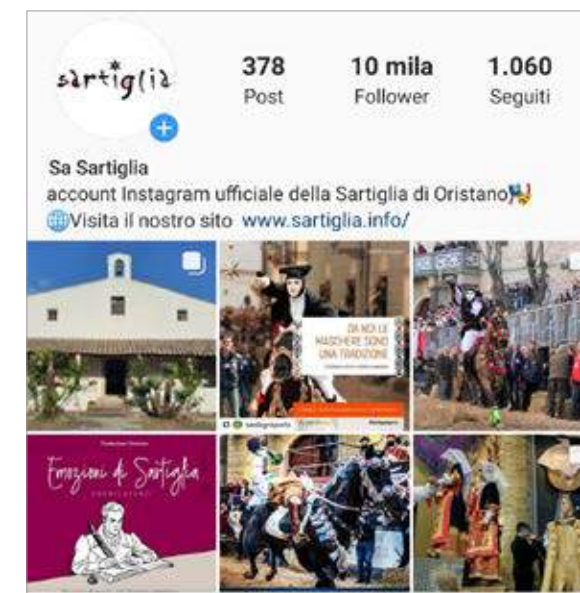 sartiglia
378
10 mila
1.060
Post
Follower
Seguiti
Sa Sartiglia
account Instagram ufficiale della Sartiglia di Oristano
Visita il nostro sito www.sartiglia.info/
DA NOI LE
MASCHERE SONO
UNA TRADIZIONE
Emozioni di Sartiglia